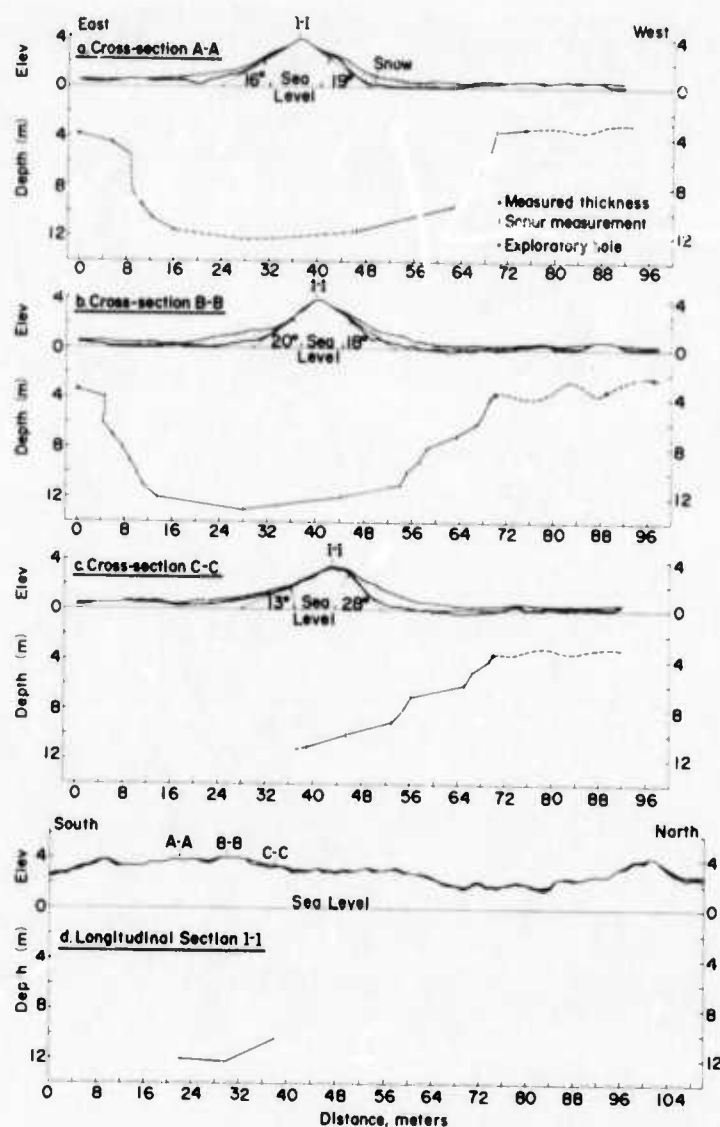 East
1-1
West
a. Cross-section A-A
Snow
16° Sea 19°
Level
Elev
4
0
4
0
Depth (m)
4
8
12
4
8
12
• Measured thickness
Sonar measurement
Exploratory hole
0 8 16 24 32 40 48 56 64 72 80 88 96
1-1
b. Cross-section B-B
20° Sea 18°
Level
Elev
4
0
4
0
Depth (m)
4
8
12
4
8
12
0 8 16 24 32 40 48 56 64 72 80 88 96
1-1
c. Cross-section C-C
13° Sea 28°
Level
Elev
4
0
4
0
Depth (m)
4
8
12
4
8
12
0 8 16 24 32 40 48 56 64 72 80 88 96
South
North
A-A B-B C-C
Elev
4
0
4
0
Sea Level
d. Longitudinal Section 1-1
Depth (m)
4
8
12
4
8
12
0 8 16 24 32 40 48 56 64 72 80 88 96 104
Distance, meters